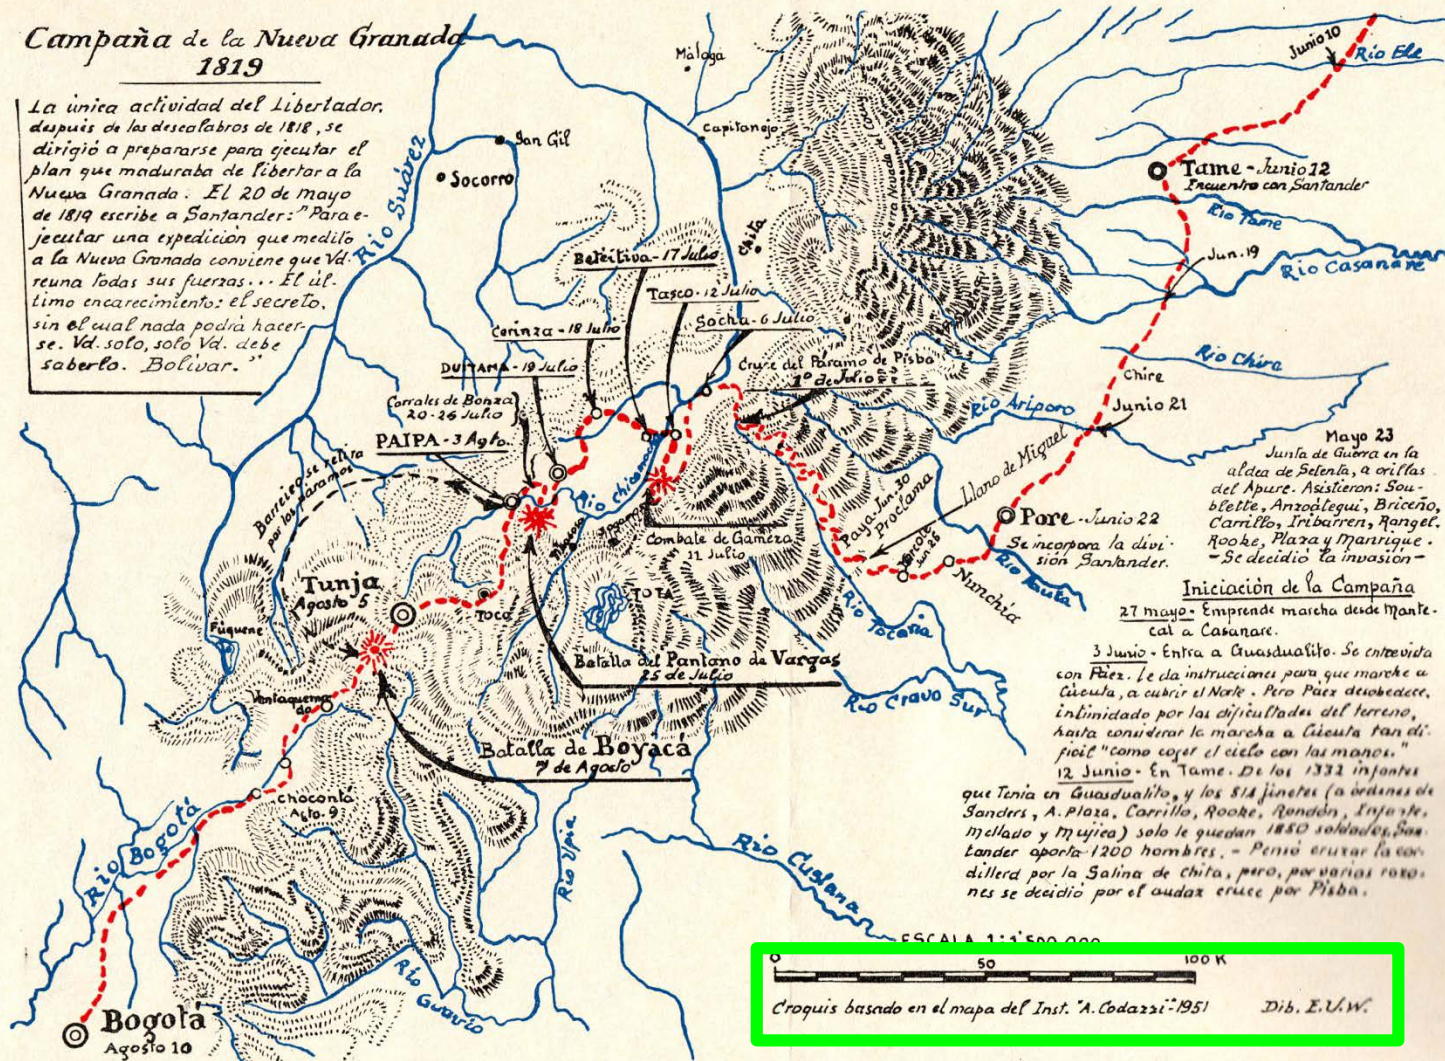 Campaña de la Nueva Granada
1819
La única actividad del Libertador,
después de los descalabros de 1818, se
dirigió a prepararse para ejecutar el
plan que maduraba de libertar a la
Nueva Granada. El 20 de mayo
de 1819 escribe a Santander: "Para e-
jecutar una expedición que medito
a la Nueva Granada conviene que Vd.
reuna todas sus fuerzas... El úl-
timo encarecimiento: el secreto,
sin el cual nada podrá hacer-
se. Vd. solo, solo Vd. debe
saberlo. Bolívar."
Málaga
Junio 10
Río Ele
San Gil
Capitanejo
Socorro
Río Suárez
Sierra Nevada de
Tame - Junio 12
Encuentro con Santander
Río Tame
Chita
Jun. 19
Río Casanare
Beteitiva - 17 Julio
Tasco - 12 Julio
Socha - 6 Julio
Cerinza - 18 Julio
DUITAMA - 19 Julio
Cruce del Páramo de Pisba
1º de Julio
Río Chire
Chire
Corrales de Bonza
20-26 Julio
Río Ariporo
Junio 21
PAIPA - 3 Agto.
Barreiro se retira
por los páramos
Río Chicamocha
Llano de Miguel
Paya - Jun. 30
Proclama
Pore - Junio 22
Se incorpora la divi-
sión Santander.
Combate de Gameza
11 Julio
Nunchía
Río Pauta
Mayo 23
Junta de Guerra en la
aldea de Setenta, a orillas
del Apure. Asistieron: Sou-
blette, Anzoátegui, Briceño,
Carrillo, Iribarren, Rangel.
Rooke, Plaza y Manrique.
- Se decidió la invasión -
Tunja
Agosto 5
Toca
TOTA
Río Tocaría
Fúquene
Batalla del Pantano de Vargas
25 de Julio
Río Cravo Sur
Ventaquema-
da
Batalla de Boyacá
7 de Agosto
Iniciación de la Campaña
27 mayo - Emprende marcha desde Mante-
cal a Casanare.
3 Junio - Entra a Guasdualito. Se entrevista
con Páez. Le da instrucciones para que marche a
Cúcuta, a cubrir el Norte. Pero Páez desobedece,
intimidado por las dificultades del terreno,
hasta considerar la marcha a Cúcuta tan di-
fícil "como coger el cielo con las manos."
12 Junio - En Tame. De los 1332 infantes
que Tenía en Guasdualito, y los 814 jinetes (a órdenes de
Sanders, A. Plaza, Carrillo, Rooke, Rondón, Infante,
Mellado y Mujica) solo le quedan 1850 soldados, San-
tander aporta 1200 hombres. - Pensó cruzar la cor-
dillera por la Salina de Chita, pero, por varias razo-
nes se decidió por el audaz cruce por Pisba.
Chocontá
Agto. 9
Río Bogotá
Río Upía
Río Cusiana
Río Guavio
Bogotá
Agosto 10
ESCALA 1:1'500.000
0 50 100 K
Croquis basado en el mapa del Inst. "A. Codazzi" - 1951 Dib. E.U.W.